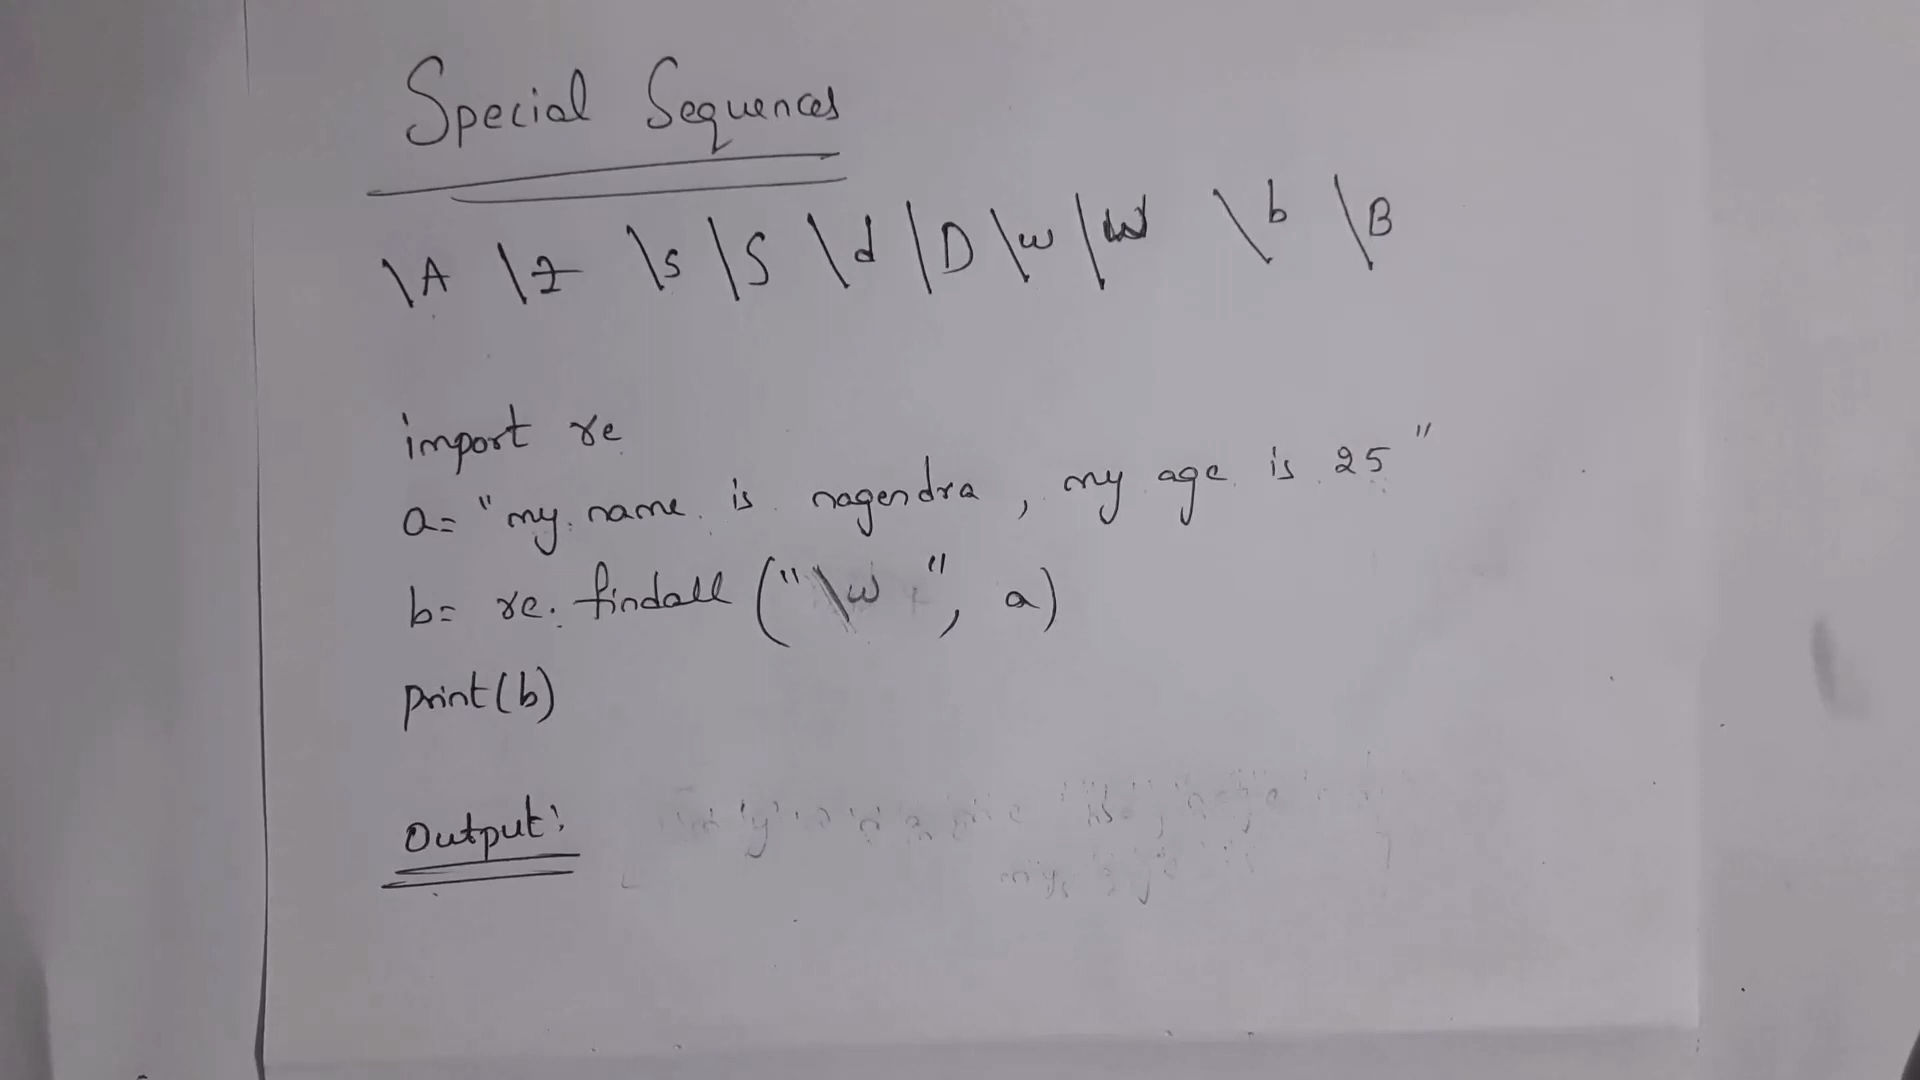 Special Sequences
\A \Z \s \S \d \D \w \W \b \B
import re
a= "my name is nagendra, my age is 25"
b= re.findall("\w", a)
print(b)
Output: